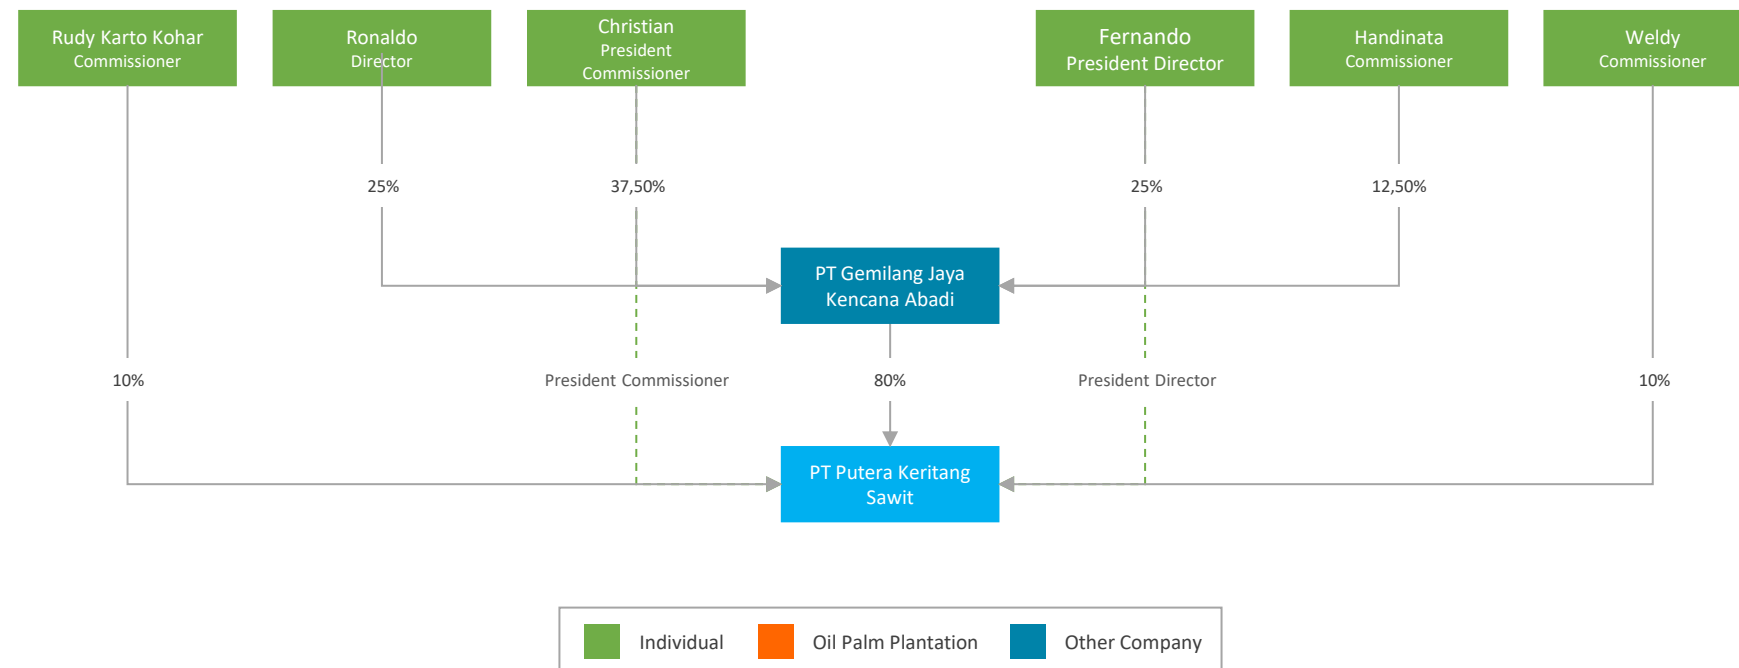 Rudy Karto Kohar
Commissioner
Ronaldo
Director
Christian
President
Commissioner
Fernando
President Director
Handinata
Commissioner
Weldy
Commissioner
25%
37,50%
25%
12,50%
PT Gemilang Jaya
Kencana Abadi
10%
President Commissioner
80%
President Director
10%
PT Putera Keritang
Sawit
Individual
Oil Palm Plantation
Other Company